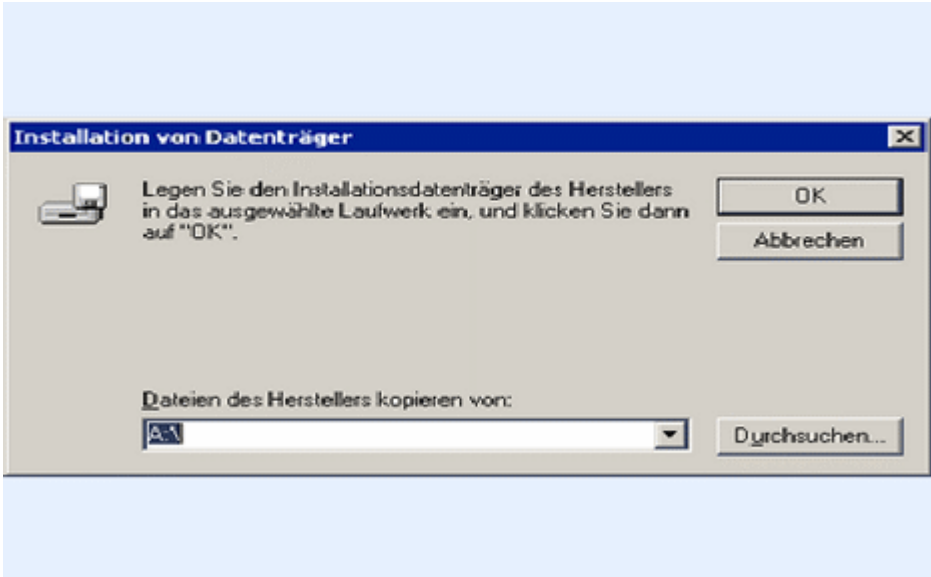 Installation von Datenträger
Legen Sie den Installationsdatenträger des Herstellers
in das ausgewählte Laufwerk ein, und klicken Sie dann
auf "OK".
OK
Abbrechen
Dateien des Herstellers kopieren von:
A:\
Durchsuchen...